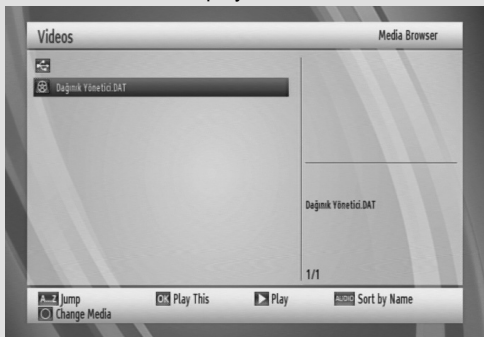 Videos Media Browser
Dağınık Yönetici.DAT
Dağınık Yönetici.DAT
1/1
A...Z Jump OK Play This Play AUDIO Sort by Name
Change Media